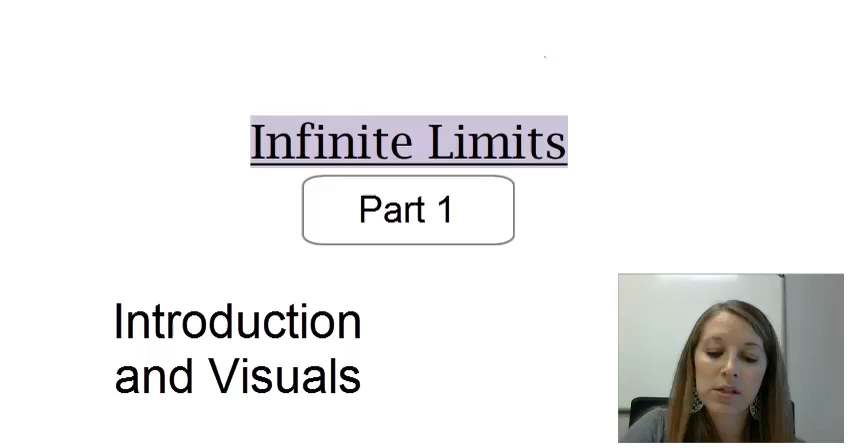 Infinite Limits
Part 1
Introduction
and Visuals